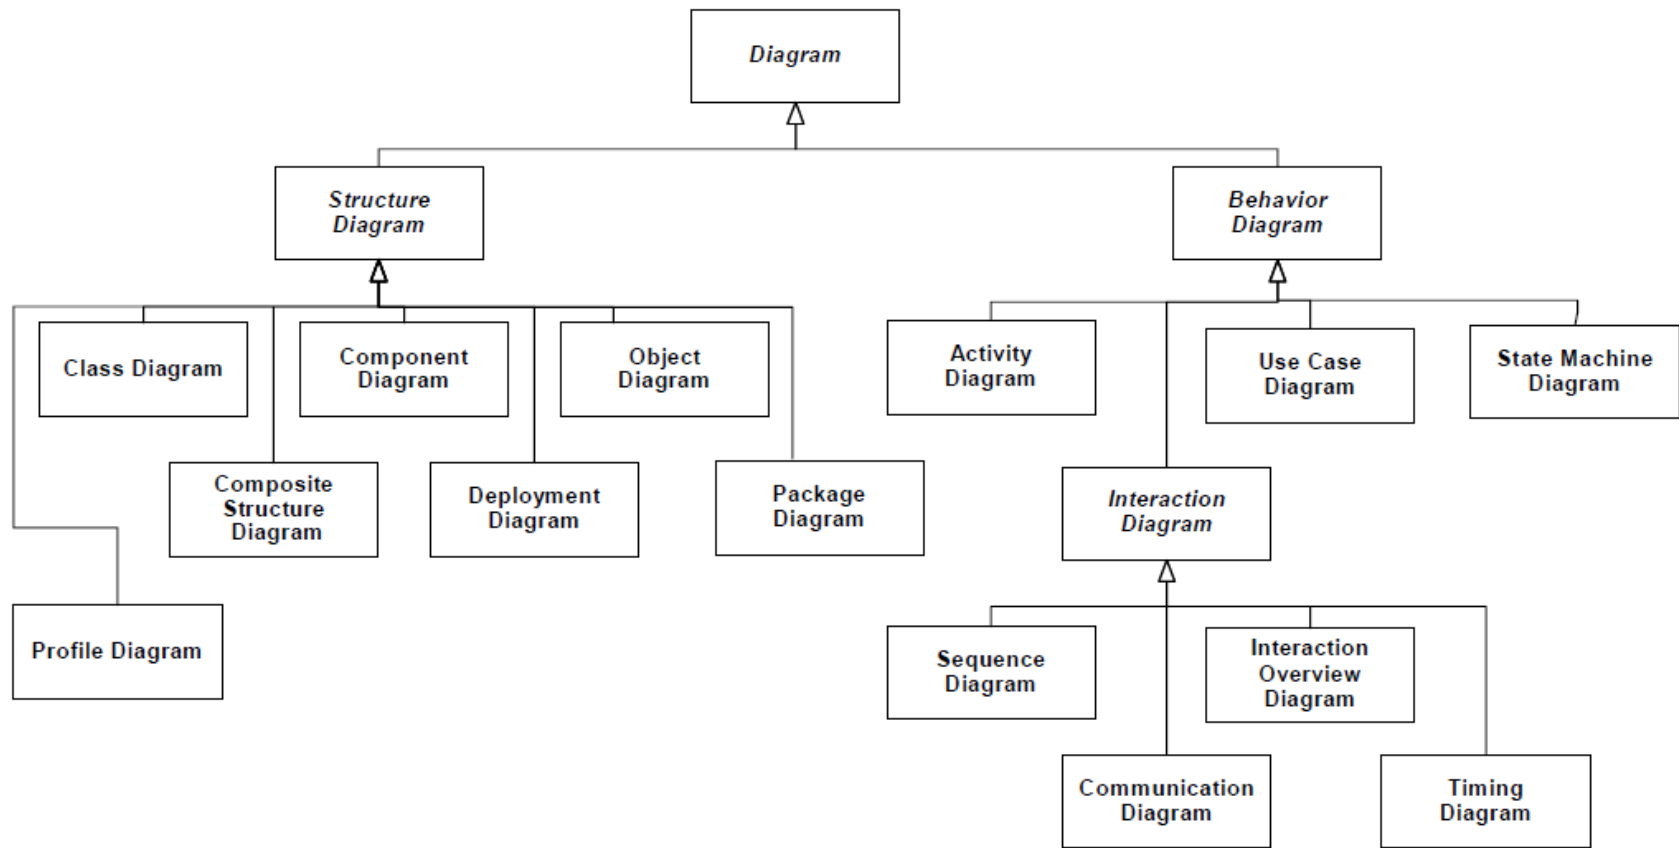 Diagram
Structure
Diagram
Behavior
Diagram
Class Diagram
Component
Diagram
Object
Diagram
Activity
Diagram
Use Case
Diagram
State Machine
Diagram
Composite
Structure
Diagram
Deployment
Diagram
Package
Diagram
Interaction
Diagram
Profile Diagram
Sequence
Diagram
Interaction
Overview
Diagram
Communication
Diagram
Timing
Diagram